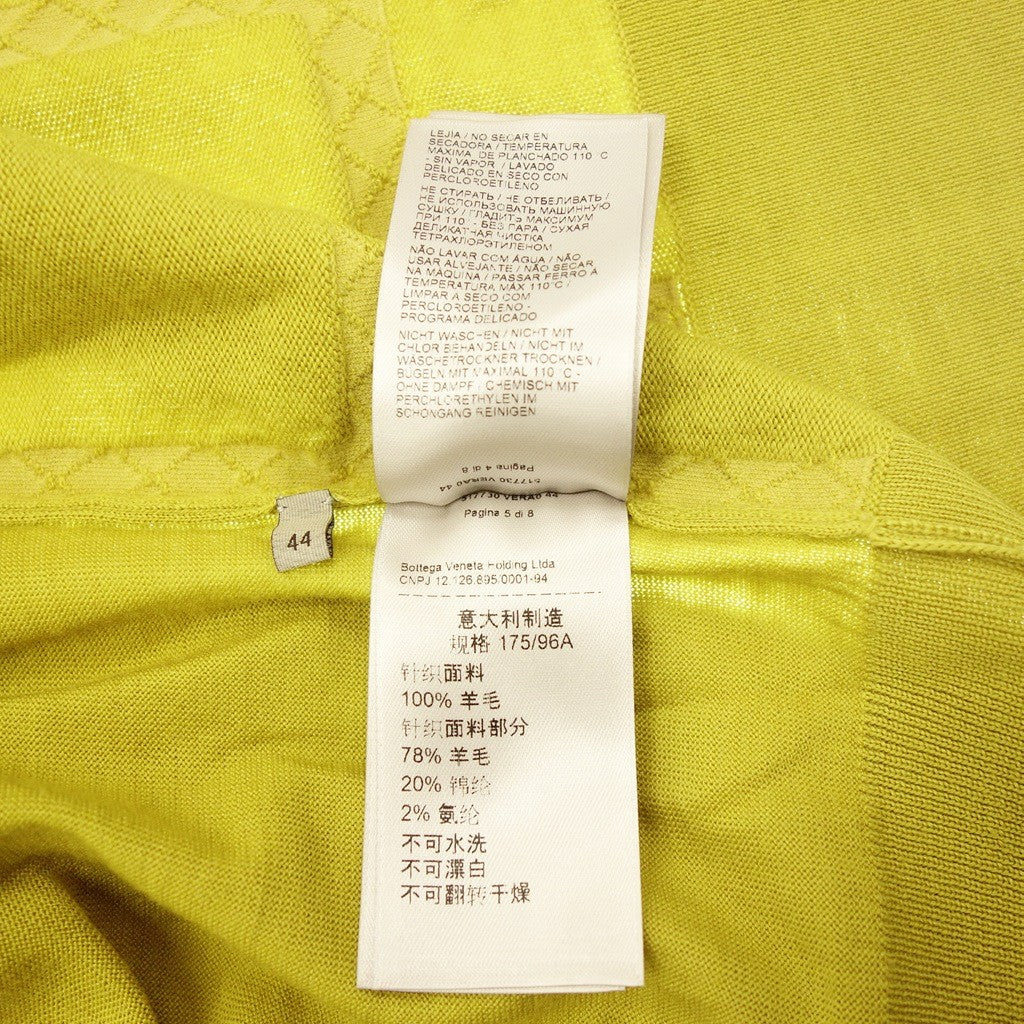 LEJIA / NO SECAR EN
SECADORA / TEMPERATURA
MÁXIMA DE PLANCHADO 110 °C
- SIN VAPOR / LAVADO
DELICADO EN SECO CON
PERCLOROETILENO
НЕ СТИРАТЬ / НЕ ОТБЕЛИВАТЬ /
НЕ ИСПОЛЬЗОВАТЬ МАШИННУЮ
СУШКУ / ГЛАДИТЬ МАКСИМУМ
ПРИ 110° - БЕЗ ПАРА / СУХАЯ
ДЕЛИКАТНАЯ ЧИСТКА
ТЕТРАХЛОРЭТИЛЕНОМ
NÃO LAVAR COM ÁGUA / NÃO
USAR ALVEJANTE / NÃO SECAR
NA MÁQUINA / PASSAR FERRO À
TEMPERATURA MÁX 110°C /
LIMPAR A SECO COM
PERCLOROETILENO -
PROGRAMA DELICADO
NICHT WASCHEN / NICHT MIT
CHLOR BEHANDELN / NICHT IM
WÄSCHETROCKNER TROCKNEN /
BÜGELN MIT MAXIMAL 110 °C -
OHNE DAMPF / CHEMISCH MIT
PERCHLORETHYLEN IM
SCHONGANG REINIGEN
Pagina 4 di 8
517730 VERA0 44
517730 VERA0 44
Pagina 5 di 8
44
Bottega Veneta Holding Ltda
CNPJ 12.126.895/0001-94
意大利制造
规格 175/96A
针织面料
100% 羊毛
针织面料部分
78% 羊毛
20% 锦纶
2% 氨纶
不可水洗
不可漂白
不可翻转干燥